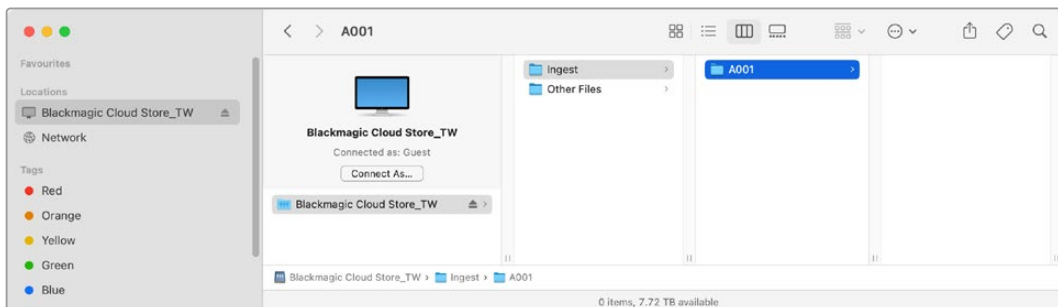 A001
Favourites
Locations
Blackmagic Cloud Store_TW
Network
Tags
Red
Orange
Yellow
Green
Blue
Blackmagic Cloud Store_TW
Connected as: Guest
Connect As...
Blackmagic Cloud Store_TW
Ingest
Other Files
A001
Blackmagic Cloud Store_TW › Ingest › A001
0 items, 7.72 TB available